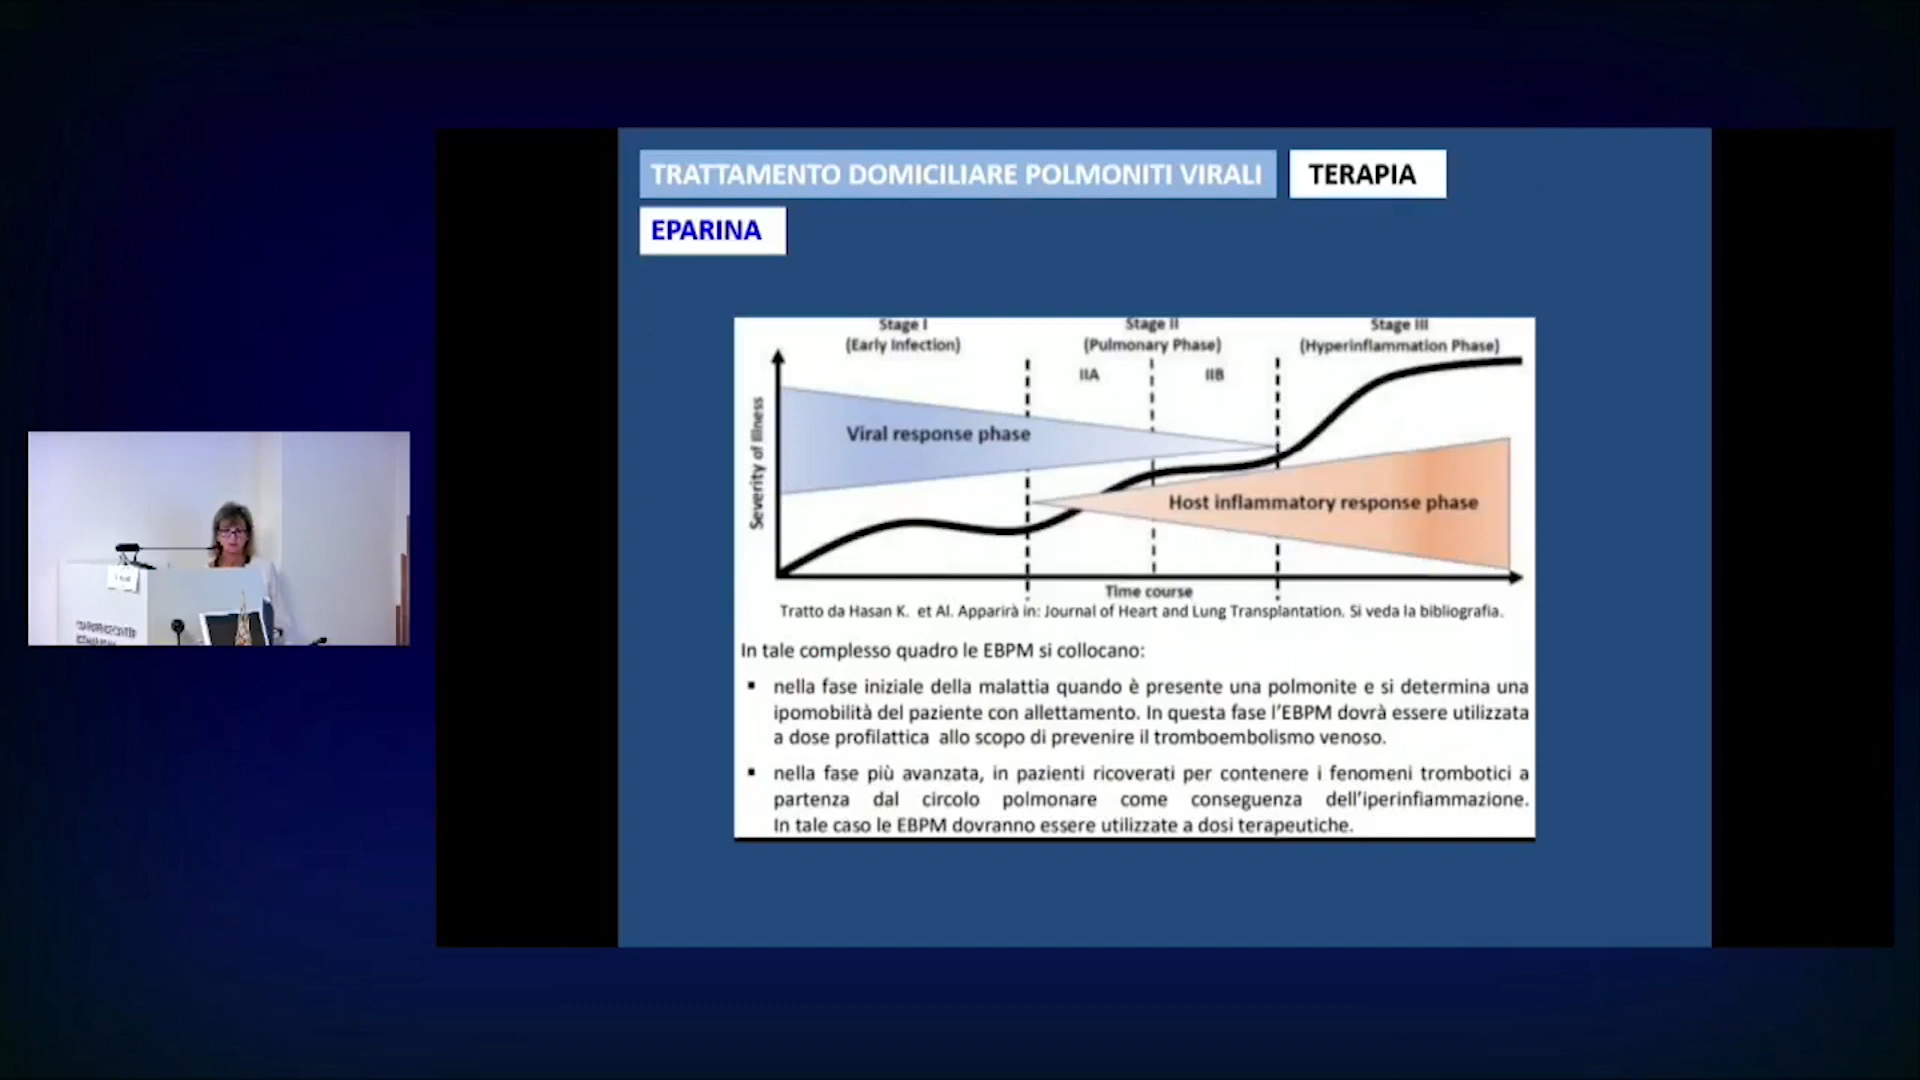 TRATTAMENTO DOMICILIARE POLMONITI VIRALI
TERAPIA
EPARINA
Stage I
(Early Infection)
Stage II
(Pulmonary Phase)
Stage III
(Hyperinflammation Phase)
IIA
IIB
Severity of Illness
Viral response phase
Host inflammatory response phase
Time course
Tratto da Hasan K. et Al. Apparirà in: Journal of Heart and Lung Transplantation. Si veda la bibliografia.
In tale complesso quadro le EBPM si collocano:
▪ nella fase iniziale della malattia quando è presente una polmonite e si determina una
ipomobilità del paziente con allettamento. In questa fase l'EBPM dovrà essere utilizzata
a dose profilattica allo scopo di prevenire il tromboembolismo venoso.
▪ nella fase più avanzata, in pazienti ricoverati per contenere i fenomeni trombotici a
partenza dal circolo polmonare come conseguenza dell'iperinfiammazione.
In tale caso le EBPM dovranno essere utilizzate a dosi terapeutiche.